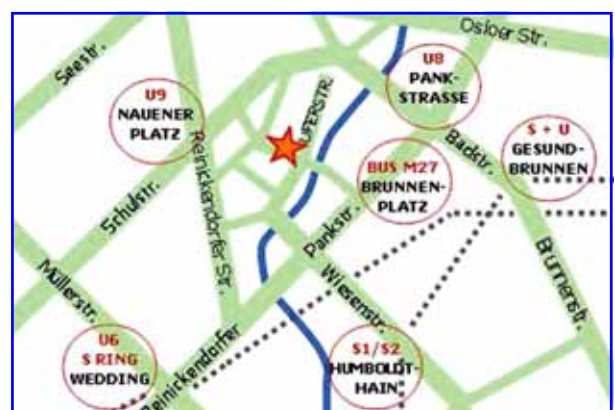 Osloer Str.
Seestr.
U8
PANK-
STRASSE
U9
NAUENER
PLATZ
UFERSTR.
Badstr.
S + U
GESUND-
BRUNNEN
Reinickendorfer Str.
BUS M27
BRUNNEN-
PLATZ
Schulstr.
Pankstr.
Brunnenstr.
Müllerstr.
Wiesenstr.
U6
S RING
WEDDING
Reinickendorfer
S1/S2
HUMBOLDT-
HAIN